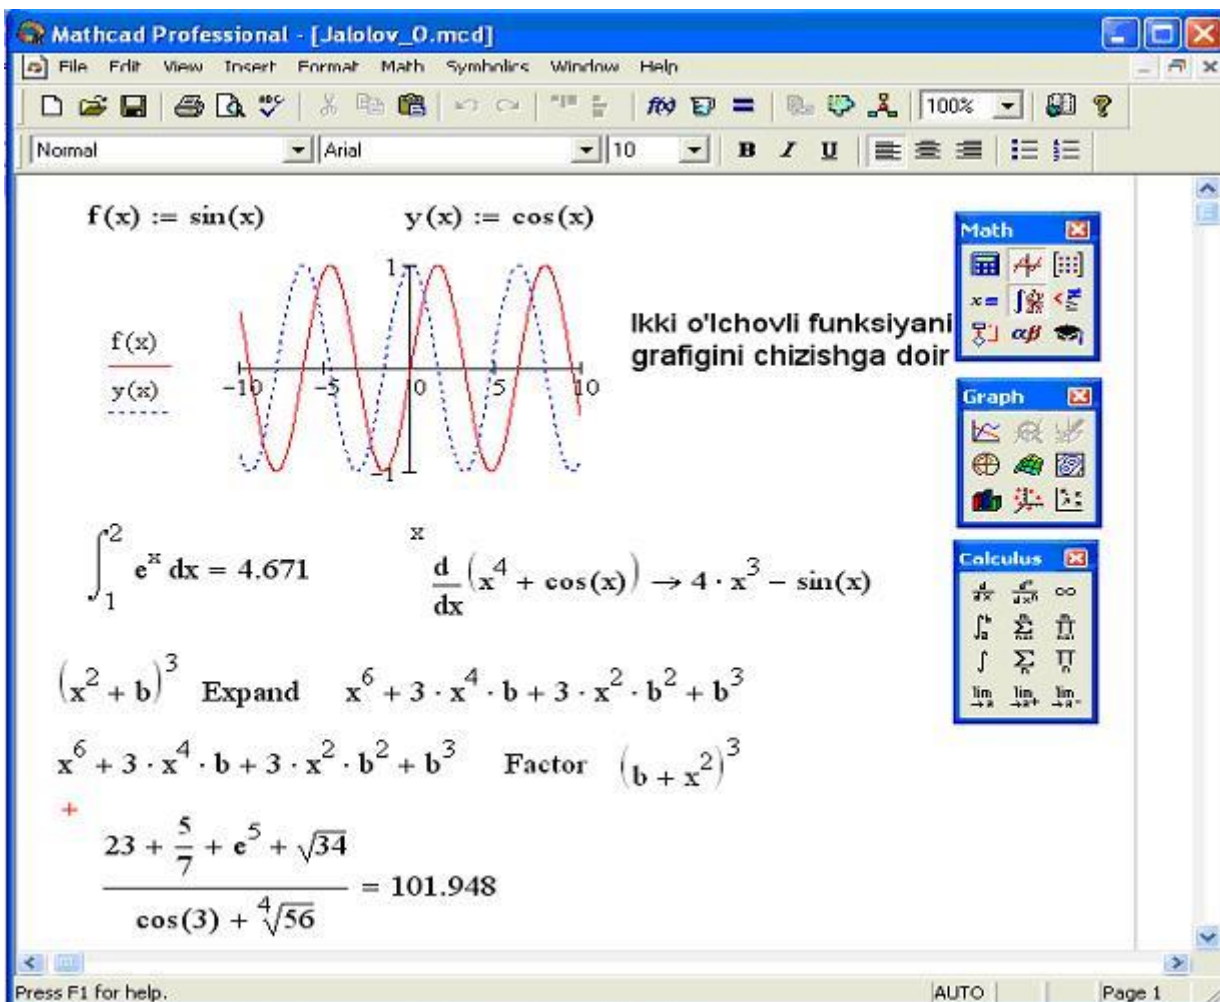 Mathcad Professional - [Jalolov_O.mcd]
File Edit View Insert Format Math Symbolics Window Help
100%
Normal Arial 10 B I U
f(x) := sin(x) y(x) := cos(x)
1
f(x)
y(x)
−10 −5 0 5 10
−1
Ikki o'lchovli funksiyani
grafigini chizishga doir
Math
Graph
Calculus
∫₁² eˣ dx = 4.671
x
d/dx (x⁴ + cos(x)) → 4 · x³ − sin(x)
(x² + b)³ Expand x⁶ + 3 · x⁴ · b + 3 · x² · b² + b³
x⁶ + 3 · x⁴ · b + 3 · x² · b² + b³ Factor (b + x²)³
+
(23 + 5/7 + e⁵ + √34) / (cos(3) + ⁴√56) = 101.948
Press F1 for help. AUTO Page 1